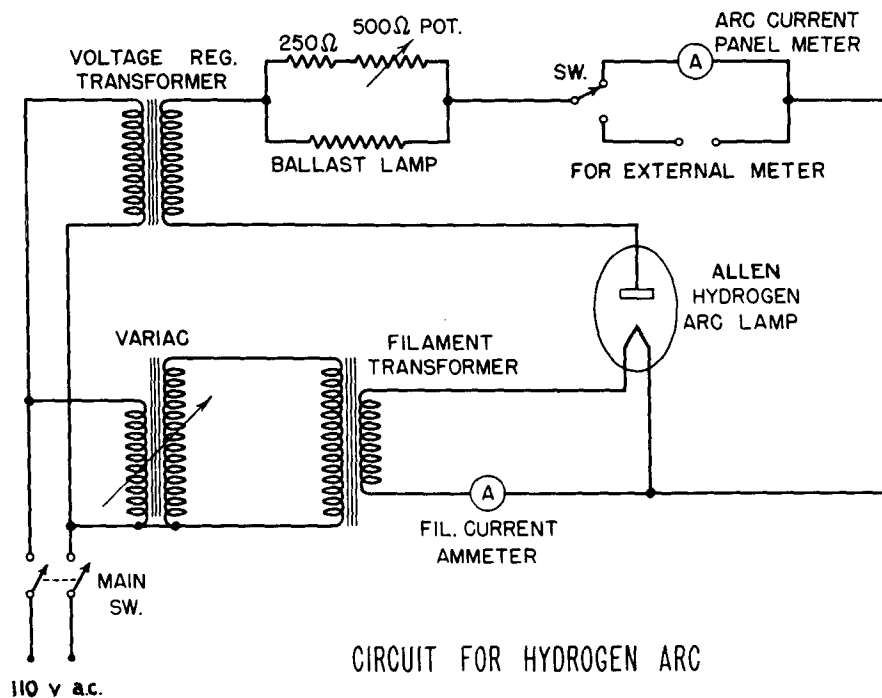 VOLTAGE REG.
TRANSFORMER
250Ω
500Ω POT.
BALLAST LAMP
SW.
ARC CURRENT
PANEL METER
A
FOR EXTERNAL METER
ALLEN
HYDROGEN
ARC LAMP
VARIAC
FILAMENT
TRANSFORMER
A
FIL. CURRENT
AMMETER
MAIN
SW.
110 v a.c.
CIRCUIT FOR HYDROGEN ARC